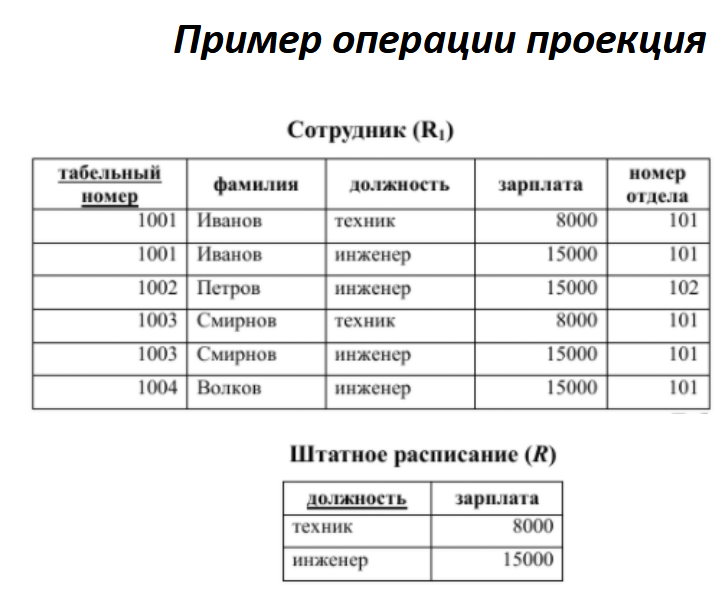 Пример операции проекция
Сотрудник (R₁)
табельный номер фамилия должность зарплата номер отдела
1001 Иванов техник 8000 101
1001 Иванов инженер 15000 101
1002 Петров инженер 15000 102
1003 Смирнов техник 8000 101
1003 Смирнов инженер 15000 101
1004 Волков инженер 15000 101
Штатное расписание (R)
должность зарплата
техник 8000
инженер 15000